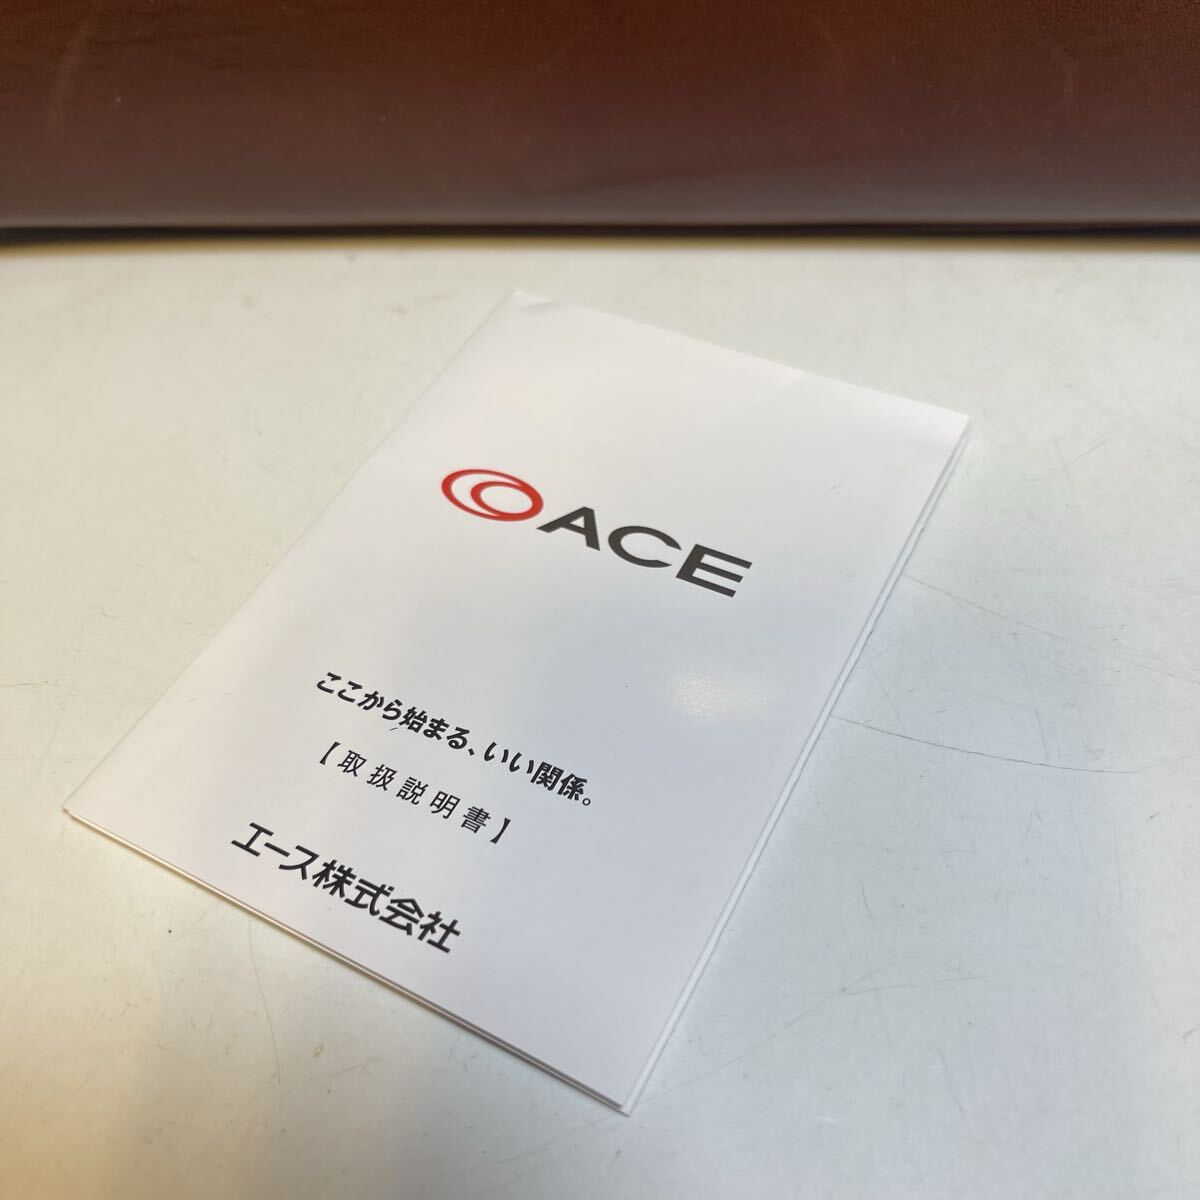 ACE
ここから始まる、いい関係。
【取扱説明書】
エース株式会社